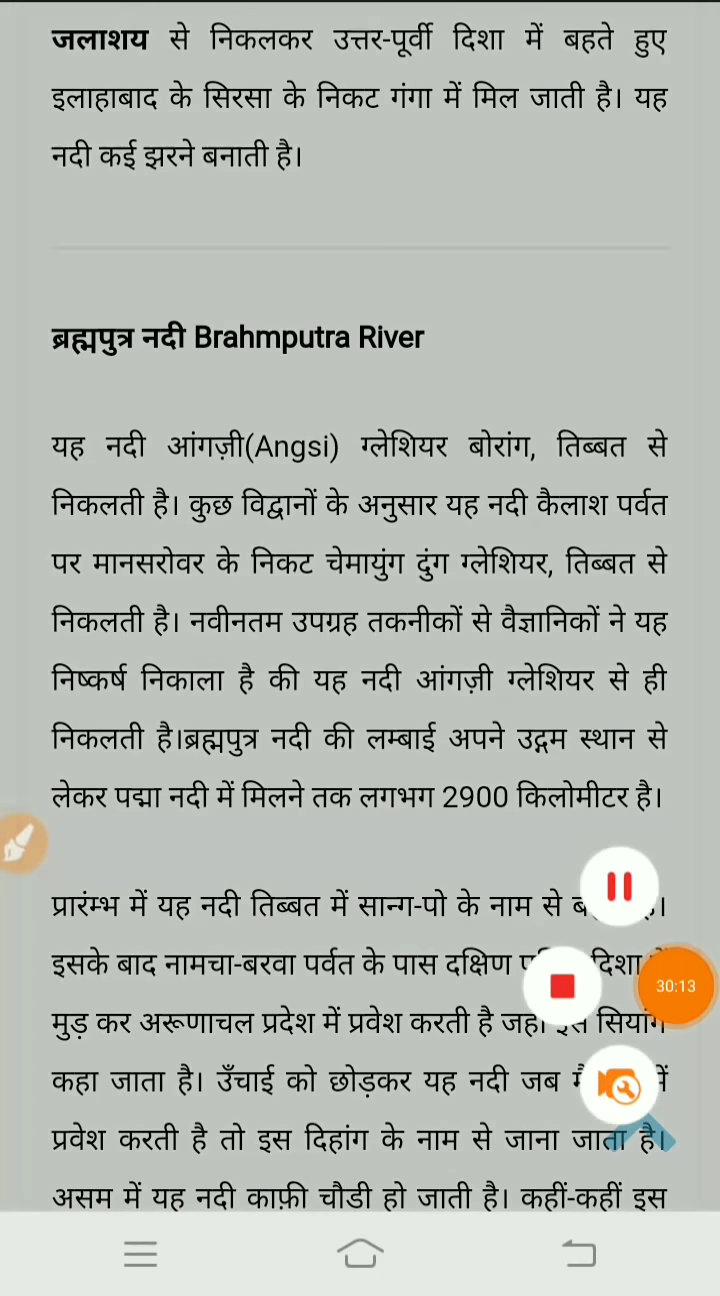 जलाशय से निकलकर उत्तर-पूर्वी दिशा में बहते हुए
इलाहाबाद के सिरसा के निकट गंगा में मिल जाती है। यह
नदी कई झरने बनाती है।
ब्रह्मपुत्र नदी Brahmputra River
यह नदी आंगज़ी(Angsi) ग्लेशियर बोरांग, तिब्बत से
निकलती है। कुछ विद्वानों के अनुसार यह नदी कैलाश पर्वत
पर मानसरोवर के निकट चेमायुंग दुंग ग्लेशियर, तिब्बत से
निकलती है। नवीनतम उपग्रह तकनीकों से वैज्ञानिकों ने यह
निष्कर्ष निकाला है की यह नदी आंगज़ी ग्लेशियर से ही
निकलती है।ब्रह्मपुत्र नदी की लम्बाई अपने उद्गम स्थान से
लेकर पद्मा नदी में मिलने तक लगभग 2900 किलोमीटर है।
प्रारंम्भ में यह नदी तिब्बत में सान्ग-पो के नाम से
इसके बाद नामचा-बरवा पर्वत के पास दक्षिण दिशा
30:13
मुड़ कर अरूणाचल प्रदेश में प्रवेश करती है जहाँ इसे सियांग
कहा जाता है। उँचाई को छोड़कर यह नदी जब में
प्रवेश करती है तो इस दिहांग के नाम से जाना जाता है।
असम में यह नदी काफ़ी चौडी हो जाती है। कहीं-कहीं इस